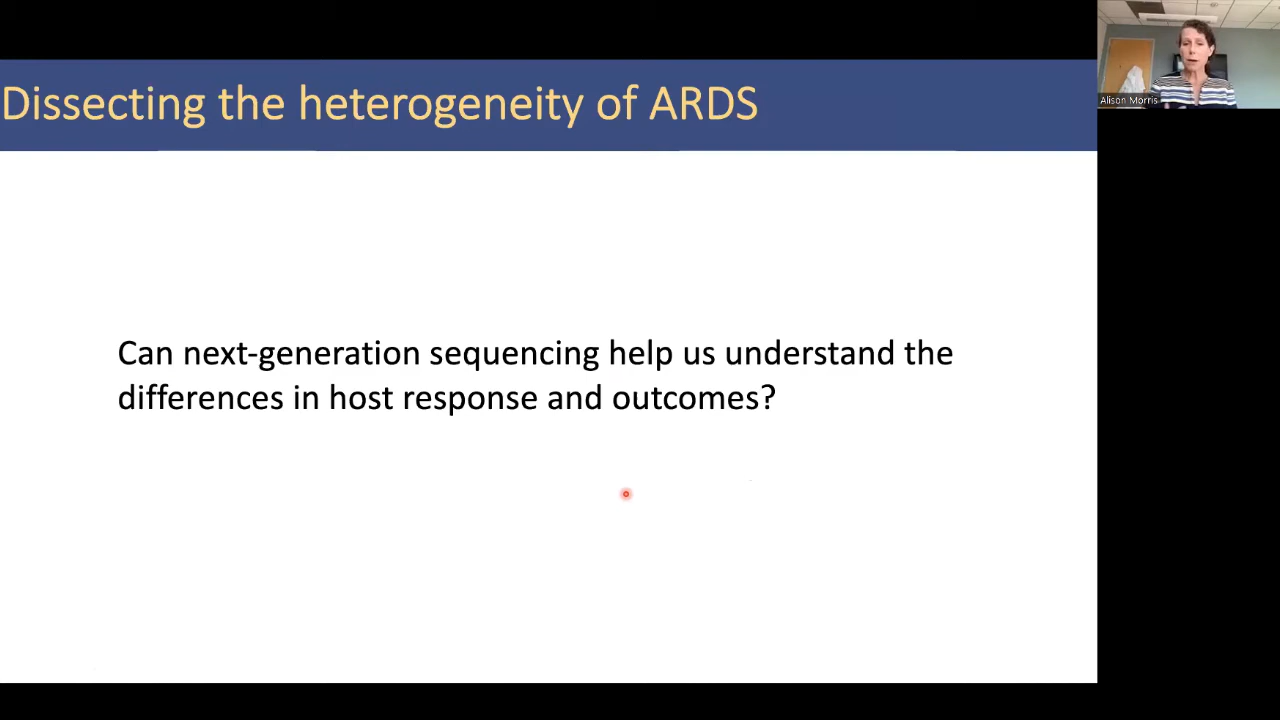 Dissecting the heterogeneity of ARDS
Alison Morris
Can next-generation sequencing help us understand the
differences in host response and outcomes?